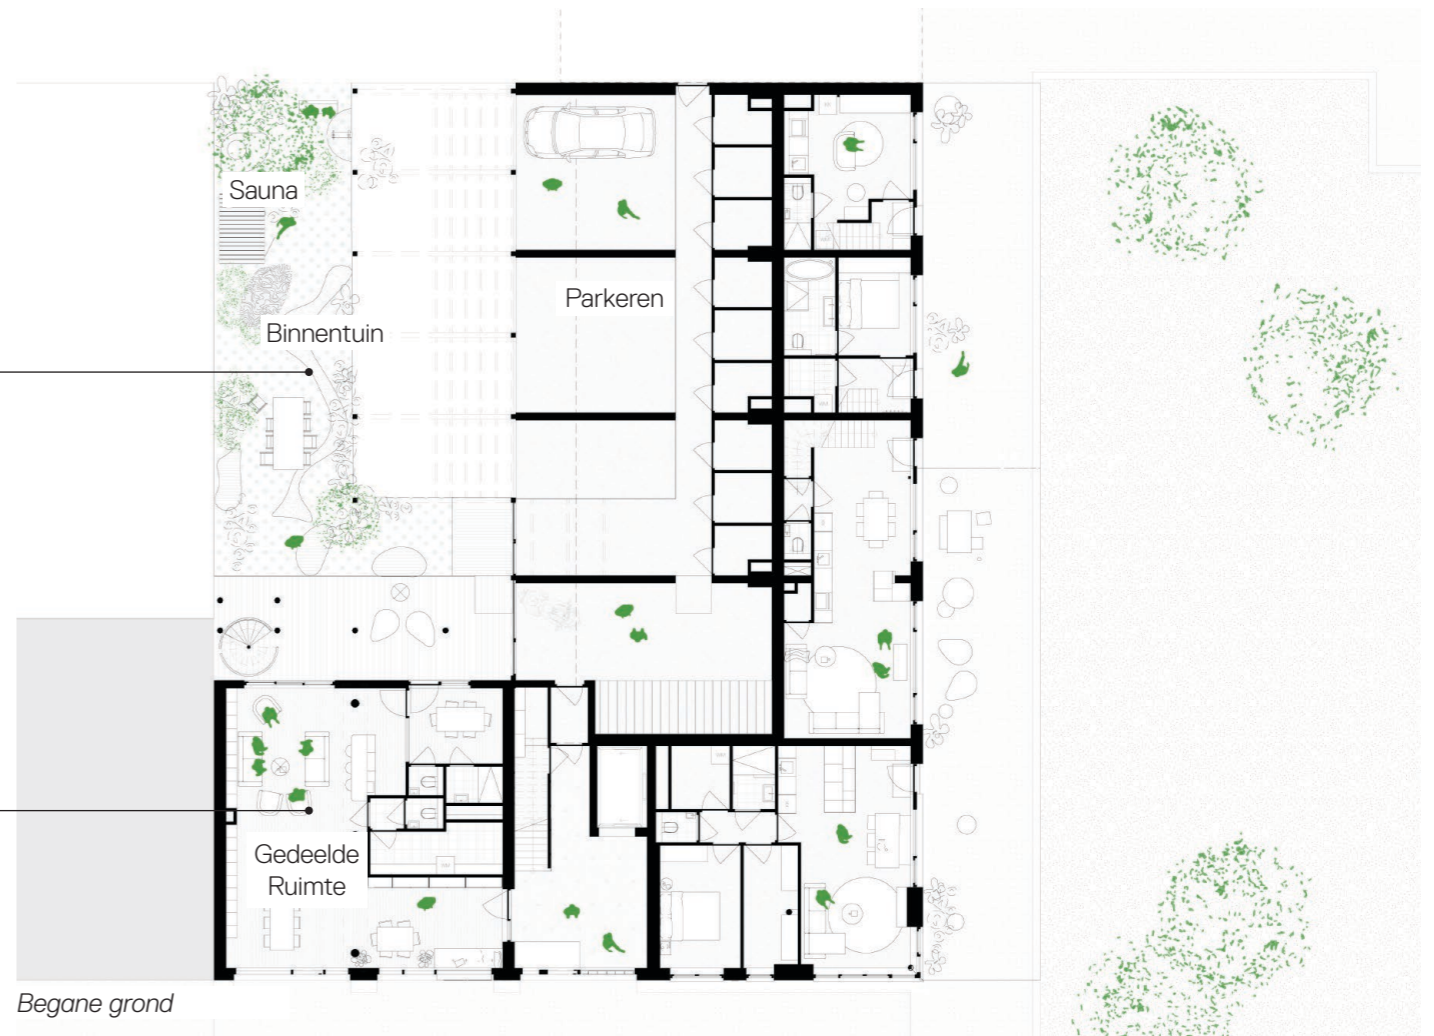 Sauna
Parkeren
Binnentuin
Gedeelde
Ruimte
Begane grond